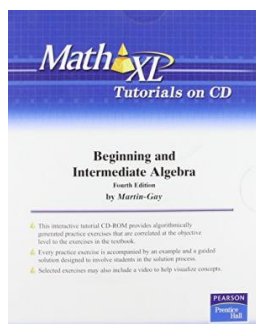 Math XL
Tutorials on CD
Beginning and
Intermediate Algebra
Fourth Edition
by Martin-Gay
This interactive tutorial CD-ROM provides algorithmically
generated practice exercises that are correlated at the objective
level to the exercises in the textbook.
Every practice exercise is accompanied by an example and a guided
solution designed to involve students in the solution process.
Selected exercises may also include a video to help visualize concepts.
PEARSON
Prentice
Hall